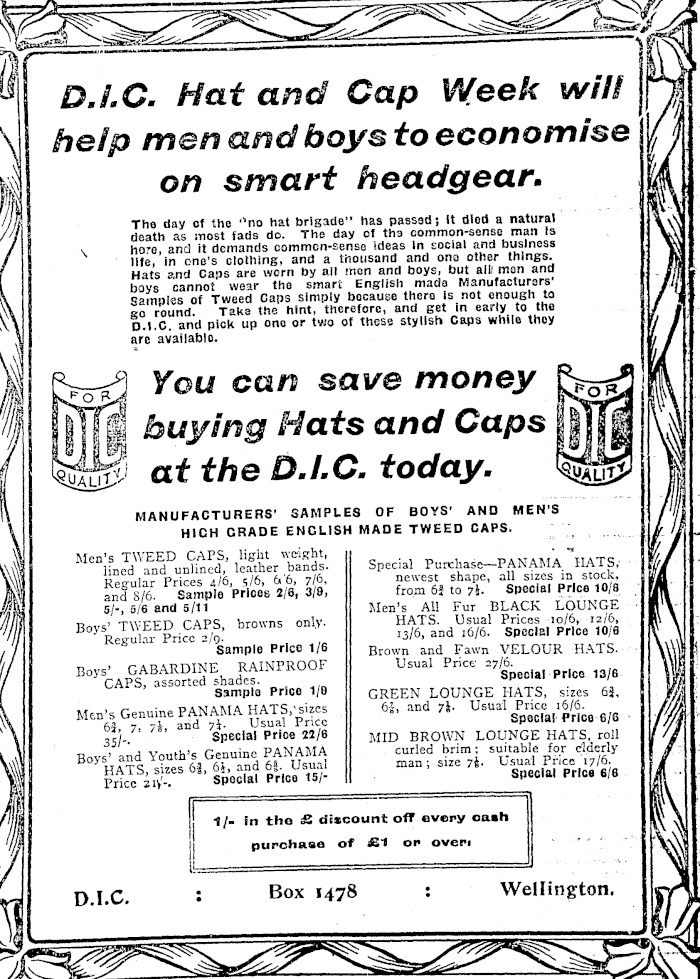 D.I.C. Hat and Cap Week will
help men and boys to economise
on smart headgear.
The day of the "no hat brigade" has passed; it died a natural
death as most fads do. The day of the common-sense man is
here, and it demands common-sense ideas in social and business
life, in one's clothing, and a thousand and one other things.
Hats and Caps are worn by all men and boys, but all men and
boys cannot wear the smart English made Manufacturers'
Samples of Tweed Caps simply because there is not enough to
go round. Take the hint, therefore, and get in early to the
D.I.C. and pick up one or two of these stylish Caps while they
are available.
FOR
DIC
QUALITY
You can save money
buying Hats and Caps
at the D.I.C. today.
FOR
DIC
QUALITY
MANUFACTURERS' SAMPLES OF BOYS' AND MEN'S
HIGH GRADE ENGLISH MADE TWEED CAPS.
Men's TWEED CAPS, light weight,
lined and unlined, leather bands.
Regular Prices 4/6, 5/6, 6/6, 7/6,
and 8/6. Sample Prices 2/6, 3/9,
5/-, 5/6 and 5/11
Boys' TWEED CAPS, browns only.
Regular Price 2/9.
Sample Price 1/6
Boys' GABARDINE RAINPROOF
CAPS, assorted shades.
Sample Price
Men's Genuine PANAMA HATS, sizes
6¾, 7, 7⅛, and 7¼. Usual Price
35/-. Special Price 22/6
Boys' and Youth's Genuine PANAMA
HATS, sizes and Usual
Price 21/-. Special Price 15/-
Special Purchase—PANAMA HATS,
newest shape, all sizes in stock,
from 6¾ to 7½. Special Price
Men's All Fur BLACK LOUNGE
HATS. Usual Prices 10/6, 12/6,
13/6, and 16/6. Special Price 10/6
Brown and Fawn VELOUR HATS.
Usual Price 27/6.
Special Price 13/6
GREEN LOUNGE HATS, sizes 6¾,
6⅞, and Usual Price 16/6.
Special Price 6/6
MID BROWN LOUNGE HATS, roll
curled brim; suitable for elderly
man; size Usual Price 17/6.
Special Price 6/6
1/- in the £ discount off every cash
purchase of £1 or over.
D.I.C. : Box 1478 : Wellington.